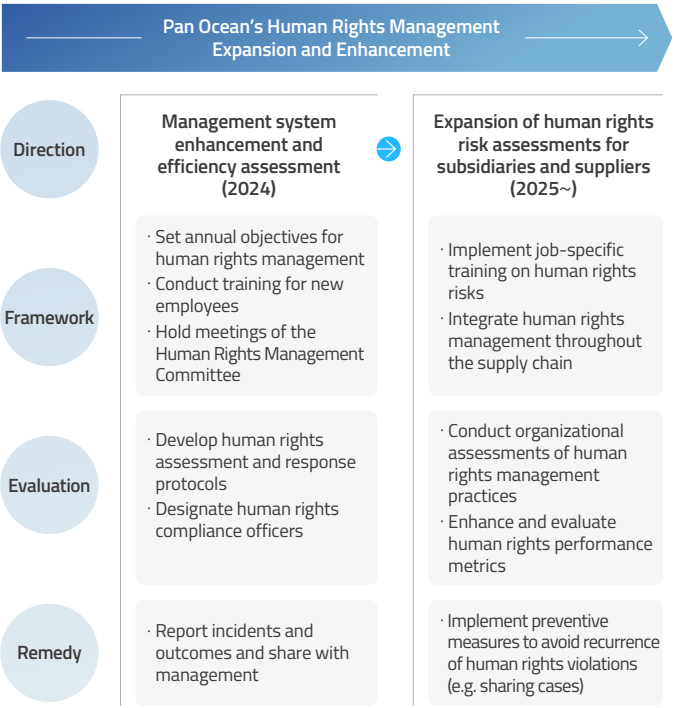 Pan Ocean's Human Rights Management
Expansion and Enhancement
Direction
Management system
enhancement and
efficiency assessment
(2024)
Expansion of human rights
risk assessments for
subsidiaries and suppliers
(2025~)
Framework
· Set annual objectives for
human rights management
· Conduct training for new
employees
· Hold meetings of the
Human Rights Management
Committee
· Implement job-specific
training on human rights
risks
· Integrate human rights
management throughout
the supply chain
Evaluation
· Develop human rights
assessment and response
protocols
· Designate human rights
compliance officers
· Conduct organizational
assessments of human
rights management
practices
· Enhance and evaluate
human rights performance
metrics
Remedy
· Report incidents and
outcomes and share with
management
· Implement preventive
measures to avoid recurrence
of human rights violations
(e.g. sharing cases)